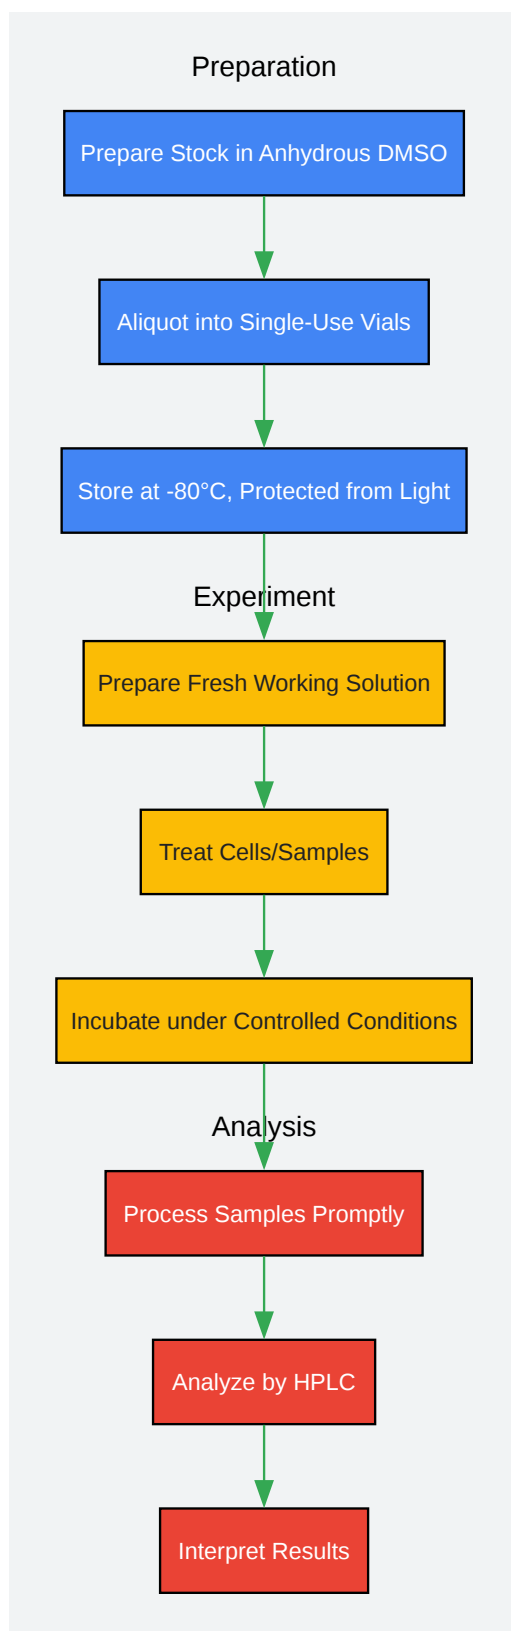 Preparation
Prepare Stock in Anhydrous DMSO
Aliquot into Single-Use Vials
Store at -80°C, Protected from Light
Experiment
Prepare Fresh Working Solution
Treat Cells/Samples
Incubate under Controlled Conditions
Analysis
Process Samples Promptly
Analyze by HPLC
Interpret Results